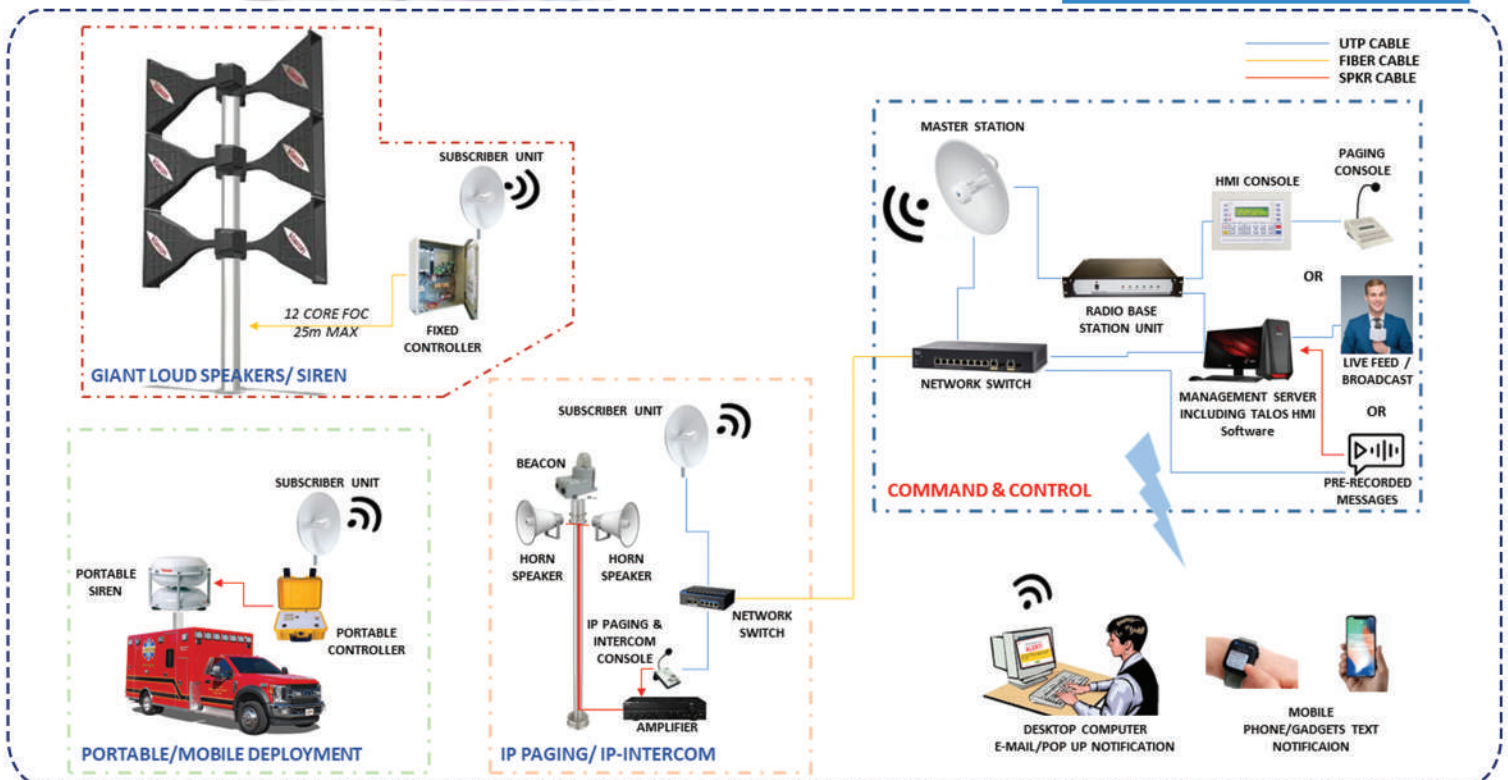 UTP CABLE
FIBER CABLE
SPKR CABLE
SUBSCRIBER UNIT
12 CORE FOC
25m MAX
FIXED
CONTROLLER
GIANT LOUD SPEAKERS/ SIREN
MASTER STATION
HMI CONSOLE
PAGING
CONSOLE
OR
RADIO BASE
STATION UNIT
NETWORK SWITCH
LIVE FEED /
BROADCAST
MANAGEMENT SERVER
INCLUDING TALOS HMI
Software
OR
PRE-RECORDED
MESSAGES
COMMAND & CONTROL
SUBSCRIBER UNIT
PORTABLE
SIREN
PORTABLE
CONTROLLER
PORTABLE/MOBILE DEPLOYMENT
SUBSCRIBER UNIT
BEACON
HORN
SPEAKER
HORN
SPEAKER
NETWORK
SWITCH
IP PAGING &
INTERCOM
CONSOLE
AMPLIFIER
IP PAGING/ IP-INTERCOM
ALERT
DESKTOP COMPUTER
E-MAIL/POP UP NOTIFICATION
MOBILE
PHONE/GADGETS TEXT
NOTIFICAION